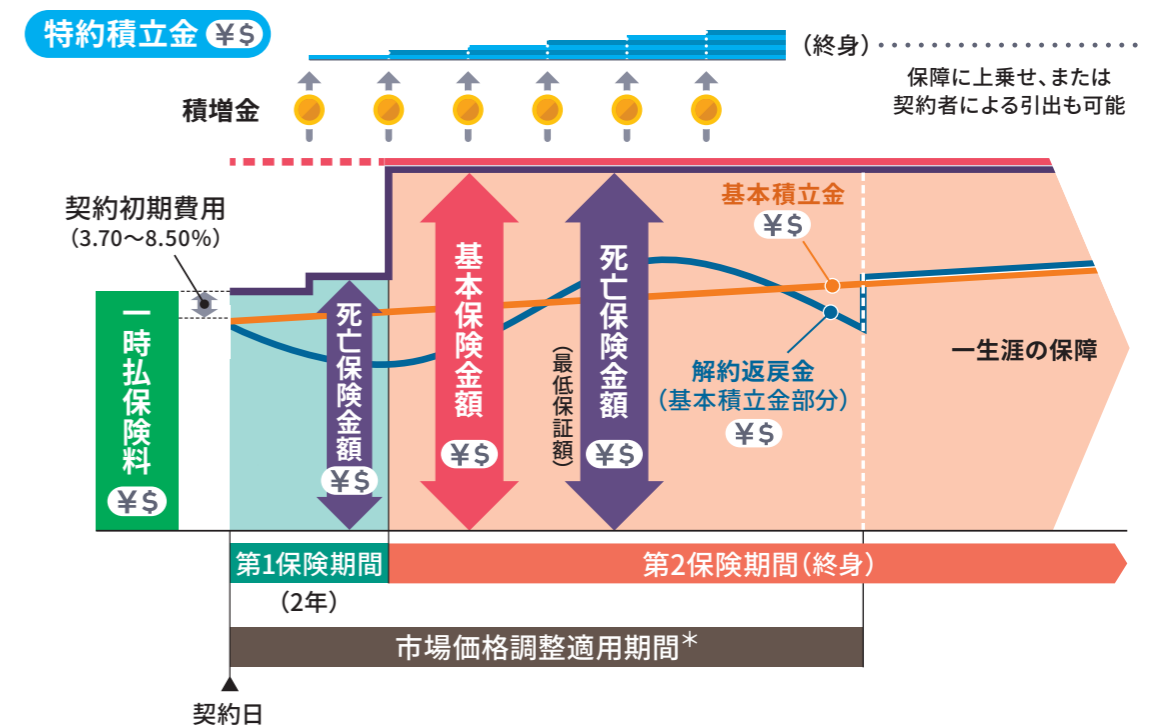 特約積立金 ¥$
(終身)
保障に上乗せ、または
契約者による引出も可能
積増金
契約初期費用
(3.70〜8.50%)
基本積立金
¥$
一時払保険料
¥$
死亡保険金額
¥$
基本保険金額
¥$
死亡保険金額
(最低保証額)
¥$
解約返戻金
(基本積立金部分)
¥$
一生涯の保障
第1保険期間
第2保険期間(終身)
(2年)
市場価格調整適用期間*
▲
契約日